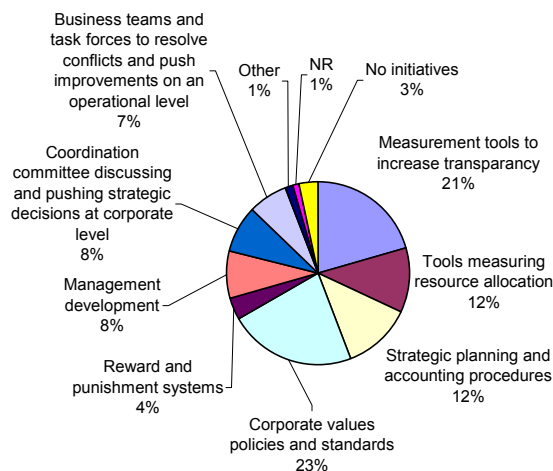 Business teams and
task forces to resolve
conflicts and push
improvements on an
operational level
7%
Other
1%
NR
1%
No initiatives
3%
Measurement tools to
increase transparancy
21%
Tools measuring
resource allocation
12%
Strategic planning and
accounting procedures
12%
Corporate values
policies and standards
23%
Reward and
punishment systems
4%
Management
development
8%
Coordination
committee discussing
and pushing strategic
decisions at corporate
level
8%